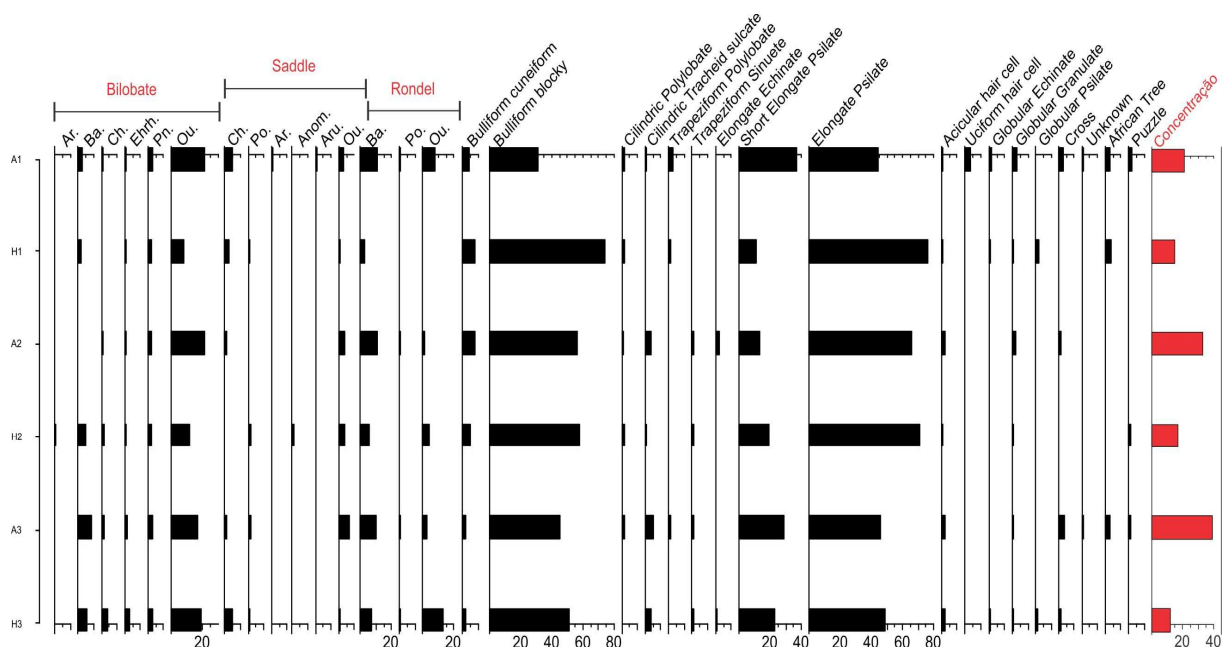 Bilobate
Saddle
Rondel
Ar.
Ba.
Ch.
Ehrh.
Pn.
Ou.
Ch.
Po.
Ar.
Anom.
Aru.
Ou.
Ba.
Po.
Ou.
Bulliform cuneiform
Bulliform blocky
Cilindric Polylobate
Cilindric Tracheid sulcate
Trapeziform Polylobate
Trapeziform Sinuete
Elongate Echinate
Short Elongate Psilate
Elongate Psilate
Acicular hair cell
Uciform hair cell
Globular Echinate
Globular Granulate
Globular Psilate
Cross
Unknown
African Tree
Puzzle
Concentração
A1
H1
A2
H2
A3
H3
20 20 20 20 40 60 80 20 40 20 40 60 80 20 40